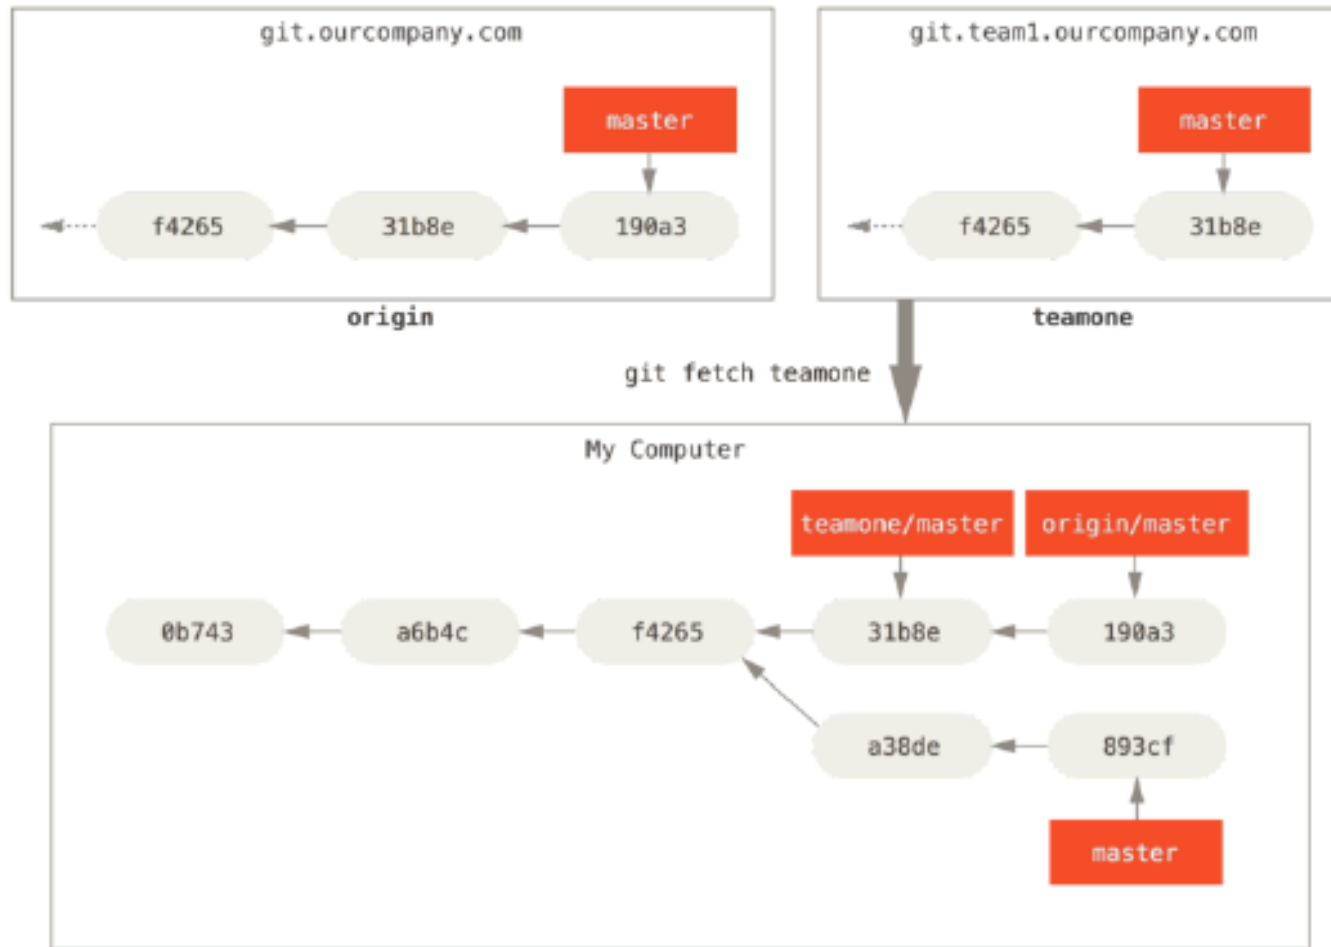 git.ourcompany.com
master
f4265
31b8e
190a3
origin
git.team1.ourcompany.com
master
f4265
31b8e
teamone
git fetch teamone
My Computer
teamone/master
origin/master
0b743
a6b4c
f4265
31b8e
190a3
a38de
893cf
master